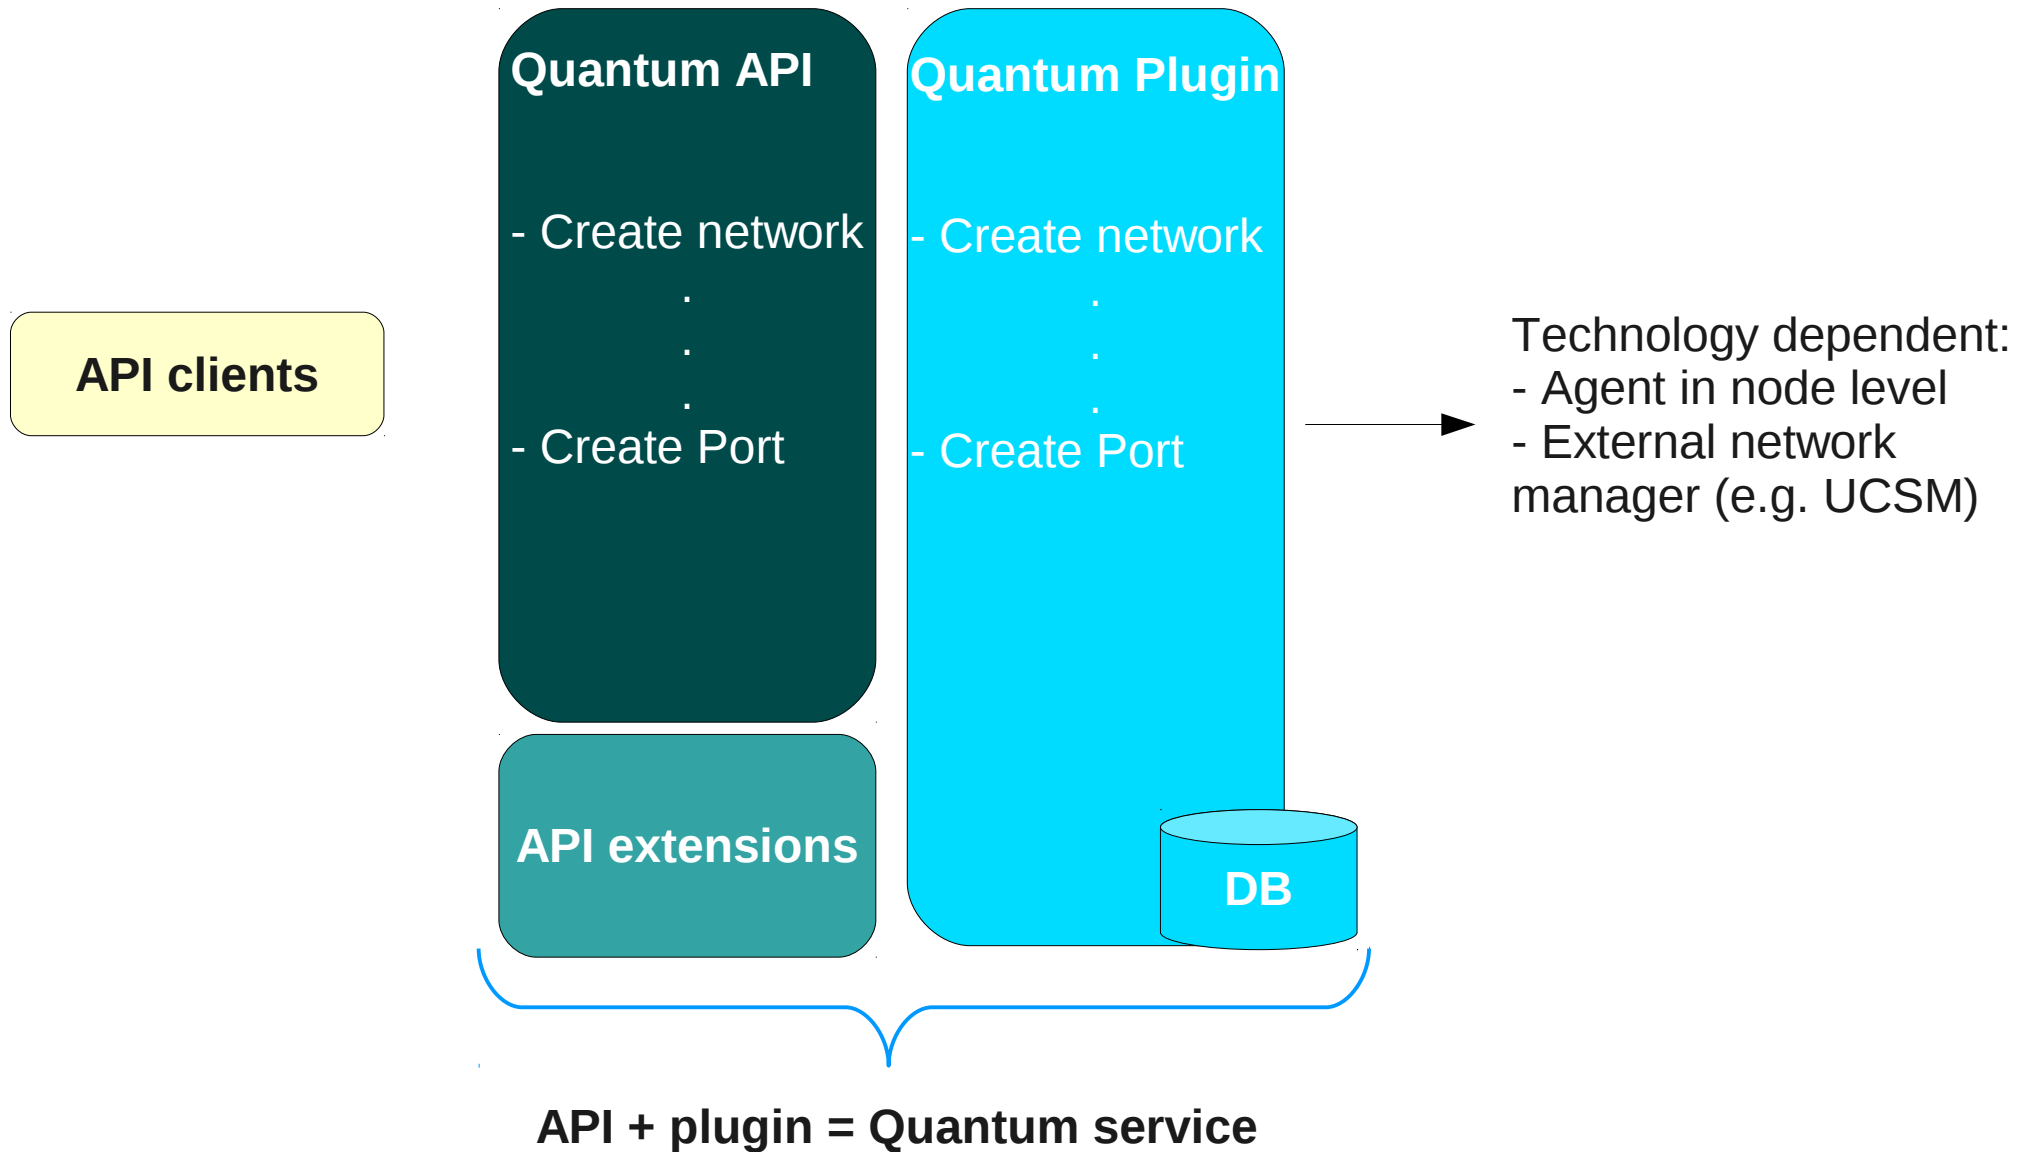 API clients
Quantum API
- Create network
.
.
.
- Create Port
API extensions
Quantum Plugin
- Create network
.
.
.
- Create Port
DB
Technology dependent:
- Agent in node level
- External network
manager (e.g. UCSM)
API + plugin = Quantum service